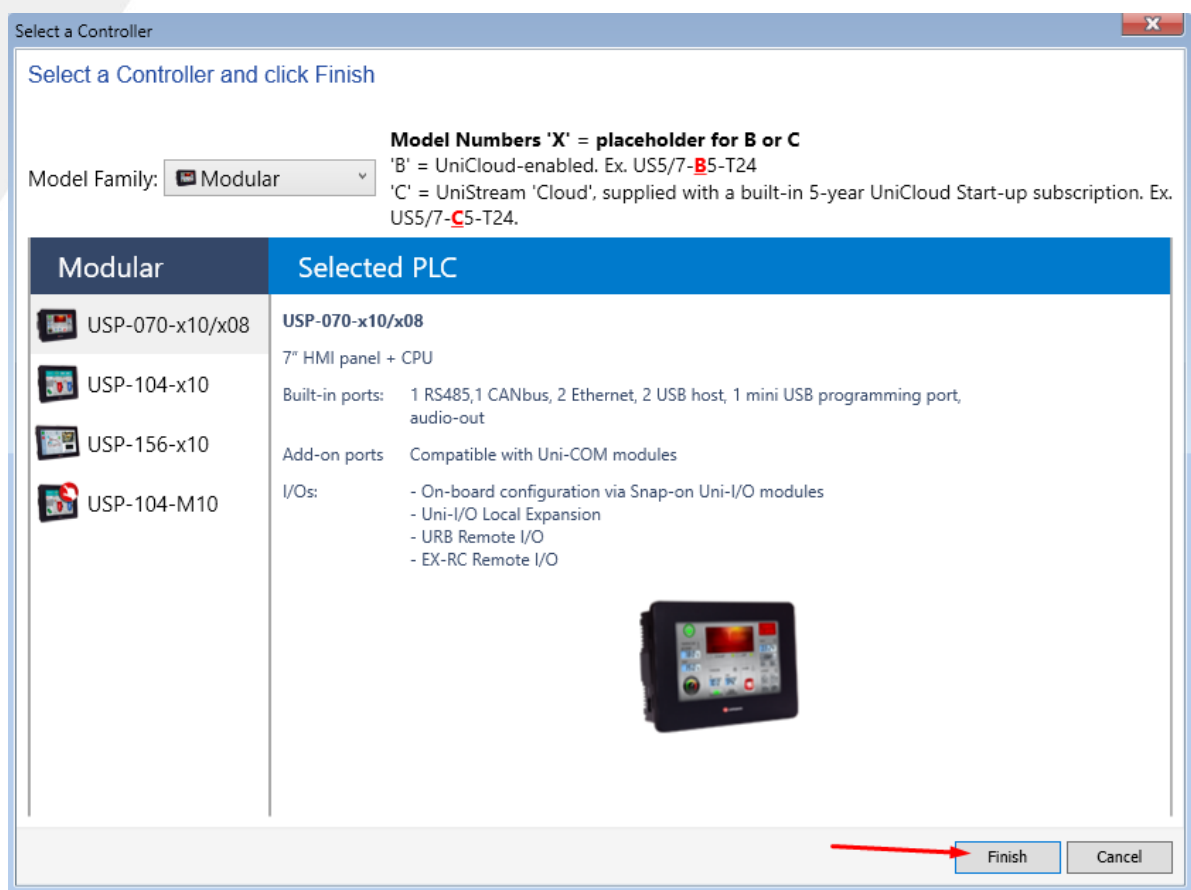 Select a Controller
Select a Controller and click Finish
Model Numbers 'X' = placeholder for B or C
'B' = UniCloud-enabled. Ex. US5/7-B5-T24
'C' = UniStream 'Cloud', supplied with a built-in 5-year UniCloud Start-up subscription. Ex.
US5/7-C5-T24.
Model Family: Modular
Modular
USP-070-x10/x08
USP-104-x10
USP-156-x10
USP-104-M10
Selected PLC
USP-070-x10/x08
7" HMI panel + CPU
Built-in ports: 1 RS485,1 CANbus, 2 Ethernet, 2 USB host, 1 mini USB programming port,
audio-out
Add-on ports Compatible with Uni-COM modules
I/Os: - On-board configuration via Snap-on Uni-I/O modules
- Uni-I/O Local Expansion
- URB Remote I/O
- EX-RC Remote I/O
Finish Cancel